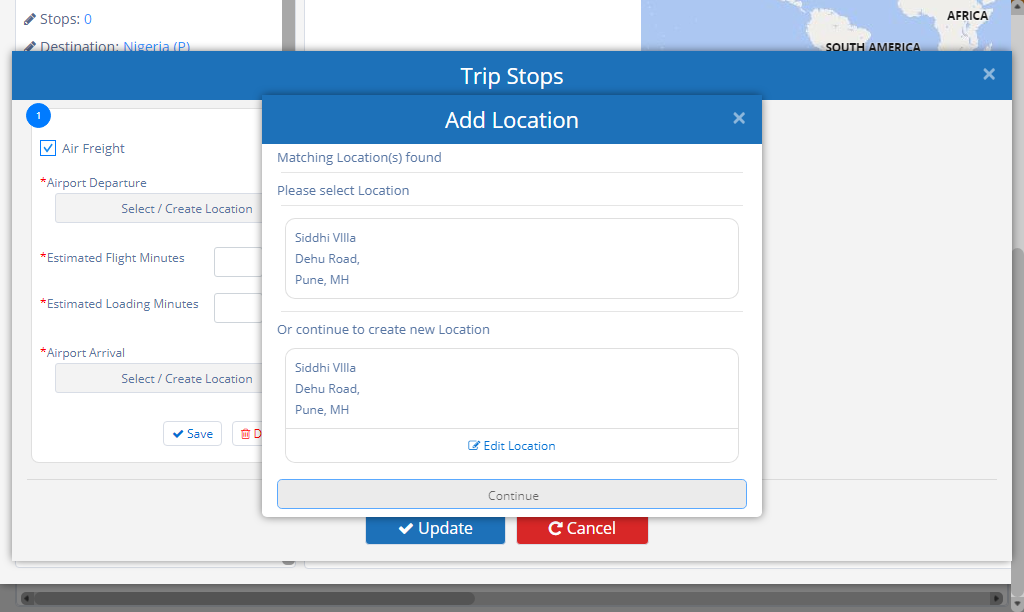 Stops: 0
Destination: Nigeria (P)
AFRICA
SOUTH AMERICA
Trip Stops
×
1
Air Freight
*Airport Departure
Select / Create Location
*Estimated Flight Minutes
*Estimated Loading Minutes
*Airport Arrival
Select / Create Location
Save
D
Add Location
×
Matching Location(s) found
Please select Location
Siddhi VIlla
Dehu Road,
Pune, MH
Or continue to create new Location
Siddhi VIlla
Dehu Road,
Pune, MH
Edit Location
Continue
Update
Cancel